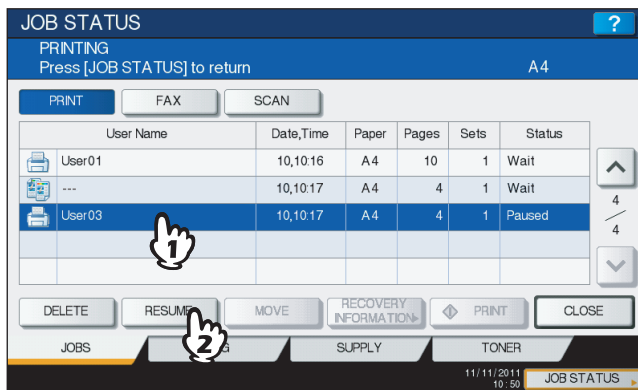 JOB STATUS ?
PRINTING
Press [JOB STATUS] to return A4
PRINT FAX SCAN
User Name Date,Time Paper Pages Sets Status
User01 10,10:16 A4 10 1 Wait
--- 10,10:17 A4 4 1 Wait
User03 10,10:17 A4 4 1 Paused
4
4
1
DELETE RESUME MOVE RECOVERY INFORMATION PRINT CLOSE
2
JOBS SUPPLY TONER
11/11/2011
10:50 JOB STATUS